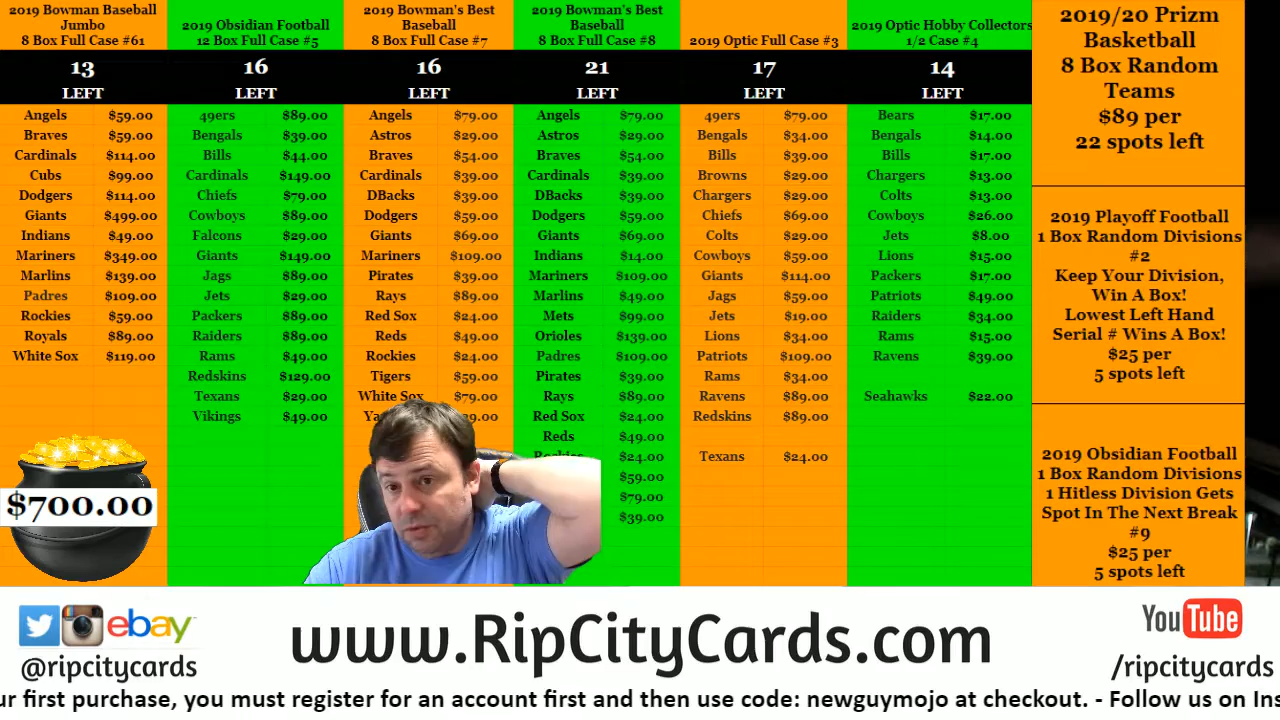 2019 Bowman Baseball
Jumbo
8 Box Full Case #61
13
LEFT
Angels $59.00
Braves $59.00
Cardinals $114.00
Cubs $99.00
Dodgers $114.00
Giants $499.00
Indians $49.00
Mariners $349.00
Marlins $139.00
Padres $109.00
Rockies $59.00
Royals $89.00
White Sox $119.00
$700.00
2019 Obsidian Football
12 Box Full Case #5
16
LEFT
49ers $89.00
Bengals $39.00
Bills $44.00
Cardinals $149.00
Chiefs $79.00
Cowboys $89.00
Falcons $29.00
Giants $149.00
Jags $89.00
Jets $29.00
Packers $89.00
Raiders $89.00
Rams $49.00
Redskins $129.00
Texans $29.00
Vikings $49.00
2019 Bowman's Best
Baseball
8 Box Full Case #7
16
LEFT
Angels $79.00
Astros $29.00
Braves $54.00
Cardinals $39.00
DBacks $39.00
Dodgers $59.00
Giants $69.00
Mariners $109.00
Pirates $39.00
Rays $89.00
Red Sox $24.00
Reds $49.00
Rockies $24.00
Tigers $59.00
White Sox $79.00
2019 Bowman's Best
Baseball
8 Box Full Case #8
21
LEFT
Angels $79.00
Astros $29.00
Braves $54.00
Cardinals $39.00
DBacks $39.00
Dodgers $59.00
Giants $69.00
Indians $14.00
Mariners $109.00
Marlins $49.00
Mets $99.00
Orioles $139.00
Padres $109.00
Pirates $39.00
Rays $89.00
Red Sox $24.00
Reds $49.00
Rockies $24.00
$59.00
$79.00
$39.00
2019 Optic Full Case #3
17
LEFT
49ers $79.00
Bengals $34.00
Bills $39.00
Browns $29.00
Chargers $29.00
Chiefs $69.00
Colts $29.00
Cowboys $59.00
Giants $114.00
Jags $59.00
Jets $19.00
Lions $34.00
Patriots $109.00
Rams $34.00
Ravens $89.00
Redskins $89.00
Texans $24.00
2019 Optic Hobby Collectors
1/2 Case #4
14
LEFT
Bears $17.00
Bengals $14.00
Bills $17.00
Chargers $13.00
Colts $13.00
Cowboys $26.00
Jets $8.00
Lions $15.00
Packers $17.00
Patriots $49.00
Raiders $34.00
Rams $15.00
Ravens $39.00
Seahawks $22.00
2019/20 Prizm
Basketball
8 Box Random
Teams
$89 per
22 spots left
2019 Playoff Football
1 Box Random Divisions
#2
Keep Your Division,
Win A Box!
Lowest Left Hand
Serial # Wins A Box!
$25 per
5 spots left
2019 Obsidian Football
1 Box Random Divisions
1 Hitless Division Gets
Spot In The Next Break
#9
$25 per
5 spots left
ebay
@ripcitycards
www.RipCityCards.com
YouTube
/ripcitycards
ur first purchase, you must register for an account first and then use code: newguymojo at checkout. - Follow us on Ins